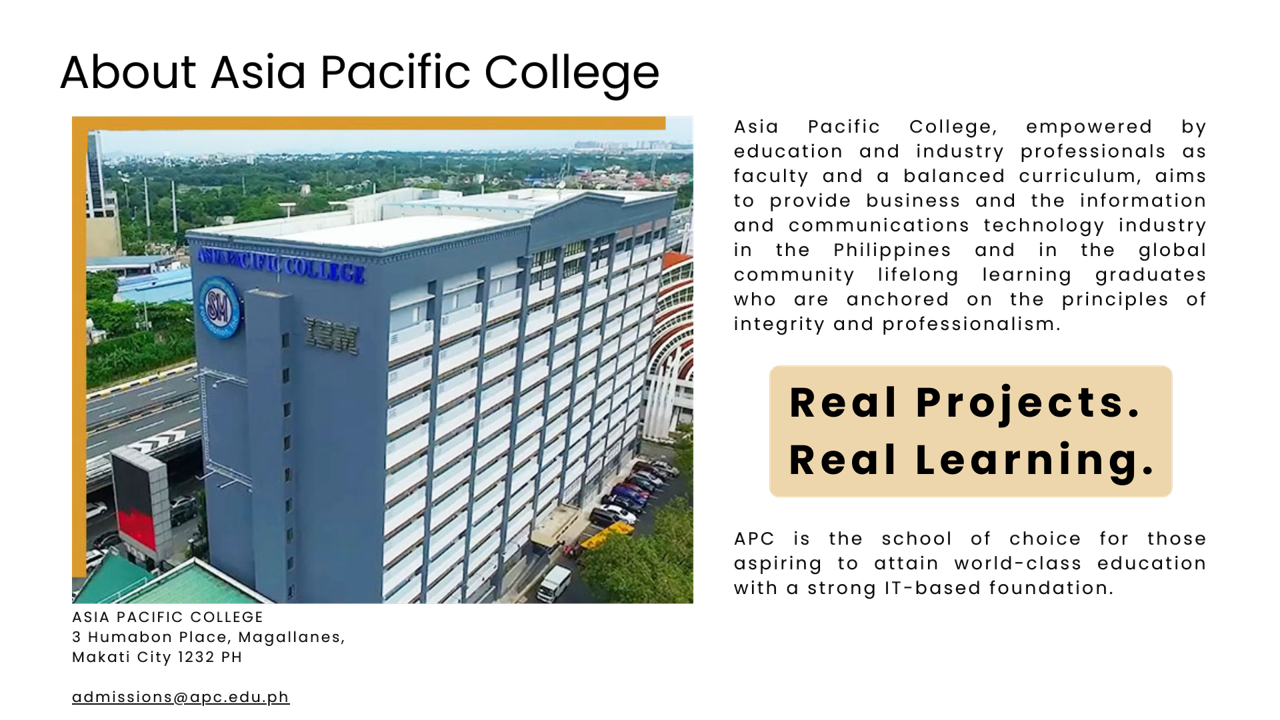 About Asia Pacific College
ASIA PACIFIC COLLEGE
SM
IBM
ASIA PACIFIC COLLEGE
3 Humabon Place, Magallanes,
Makati City 1232 PH
admissions@apc.edu.ph
Asia Pacific College, empowered by
education and industry professionals as
faculty and a balanced curriculum, aims
to provide business and the information
and communications technology industry
in the Philippines and in the global
community lifelong learning graduates
who are anchored on the principles of
integrity and professionalism.
Real Projects.
Real Learning.
APC is the school of choice for those
aspiring to attain world-class education
with a strong IT-based foundation.